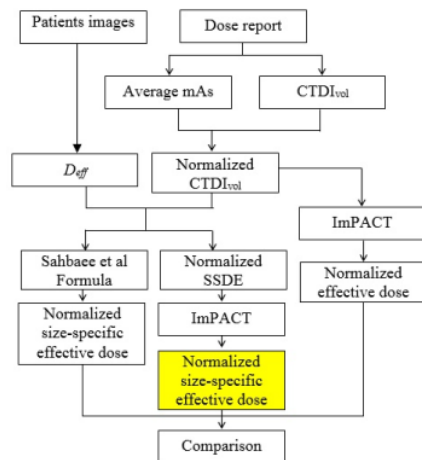 Patients images
Dose report
Average mAs
CTDIvol
Deff
Normalized
CTDIvol
ImPACT
Sahbaee et al
Formula
Normalized
SSDE
Normalized
effective dose
Normalized
size-specific
effective dose
ImPACT
Normalized
size-specific
effective dose
Comparison